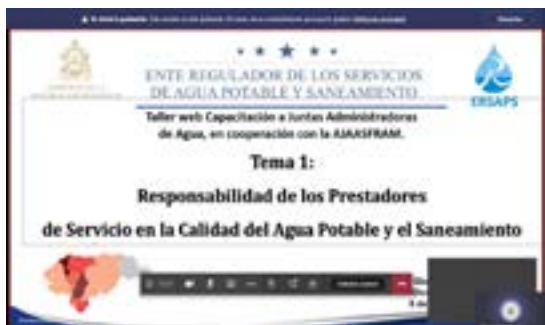 ENTE REGULADOR DE LOS SERVICIOS
DE AGUA POTABLE Y SANEAMIENTO
ERSAPS
Taller web Capacitación a Juntas Administradoras
de Agua, en cooperación con la AJAASFRAM.
Tema 1:
Responsabilidad de los Prestadores
de Servicio en la Calidad del Agua Potable y el Saneamiento